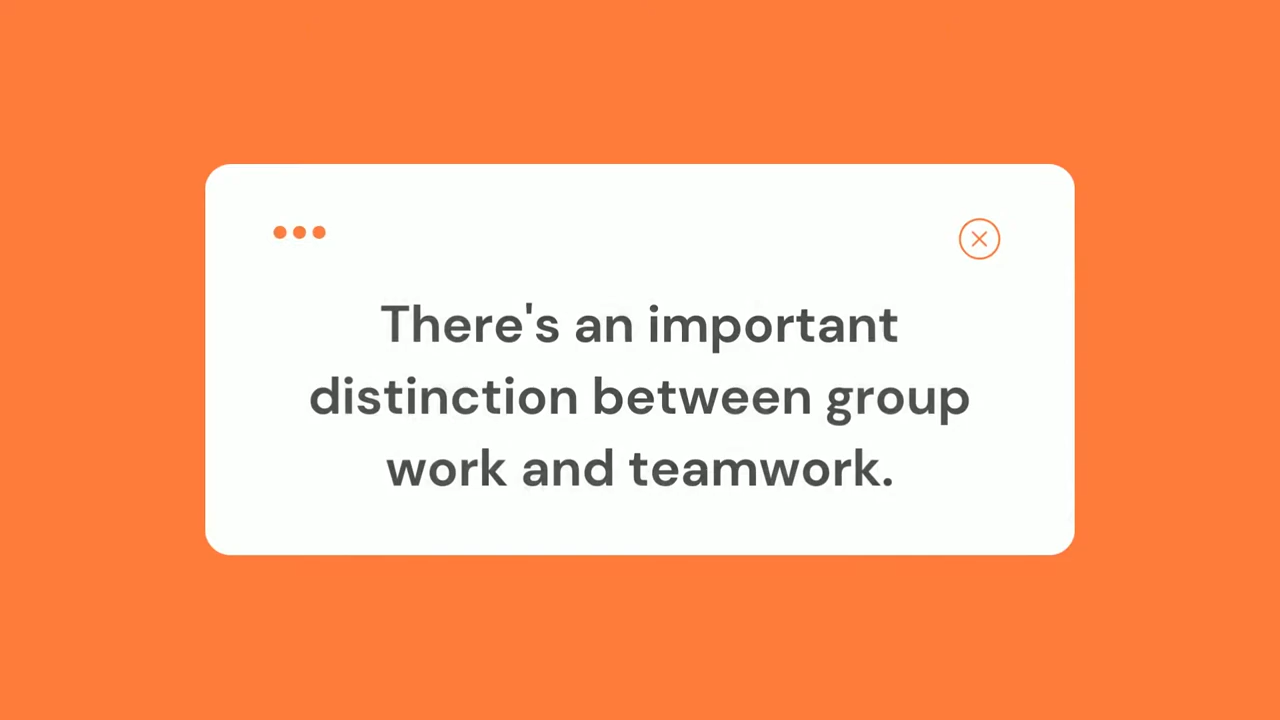 There's an important
distinction between group
work and teamwork.